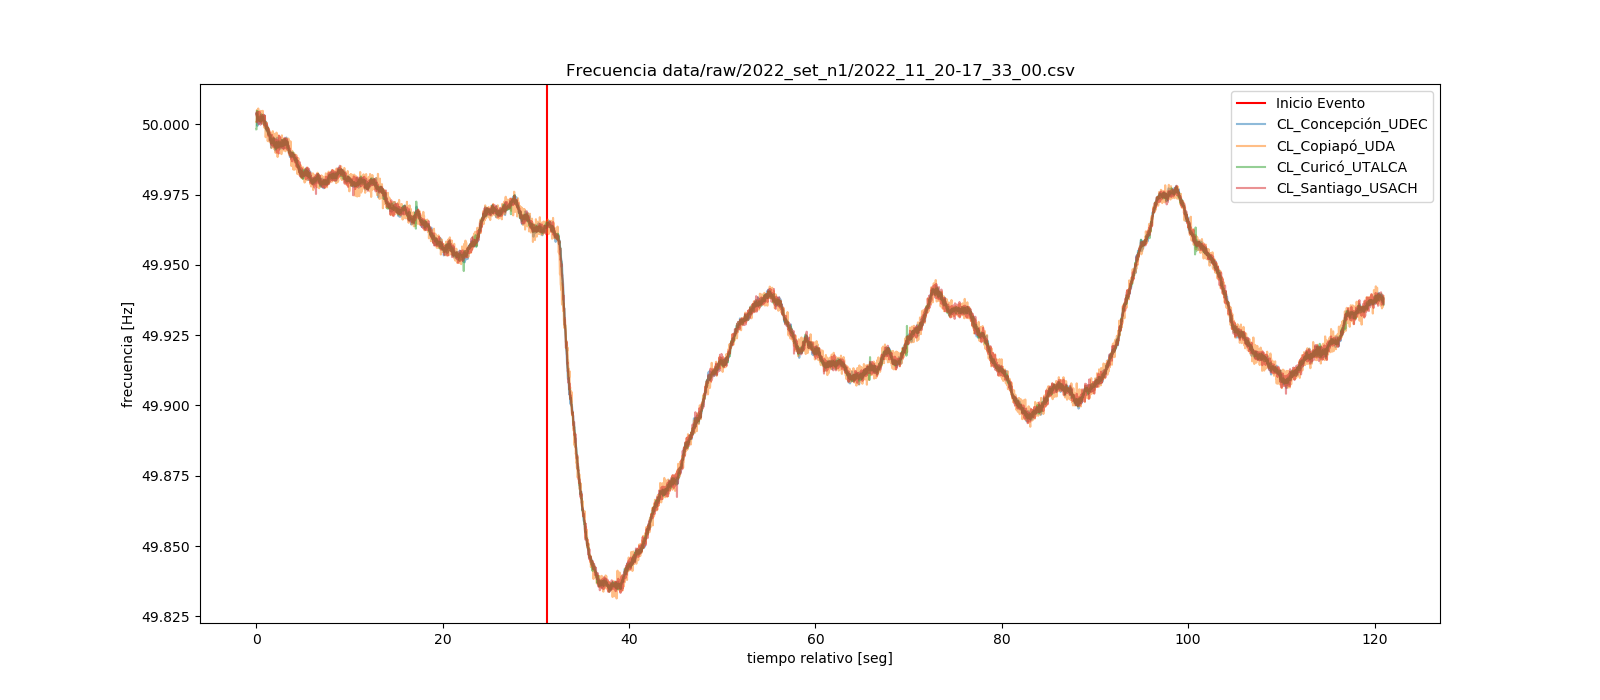 Frecuencia data/raw/2022_set_n1/2022_11_20-17_33_00.csv
Inicio Evento
CL_Concepción_UDEC
CL_Copiapó_UDA
CL_Curicó_UTALCA
CL_Santiago_USACH
frecuencia [Hz]
50.000
49.975
49.950
49.925
49.900
49.875
49.850
49.825
0 20 40 60 80 100 120
tiempo relativo [seg]